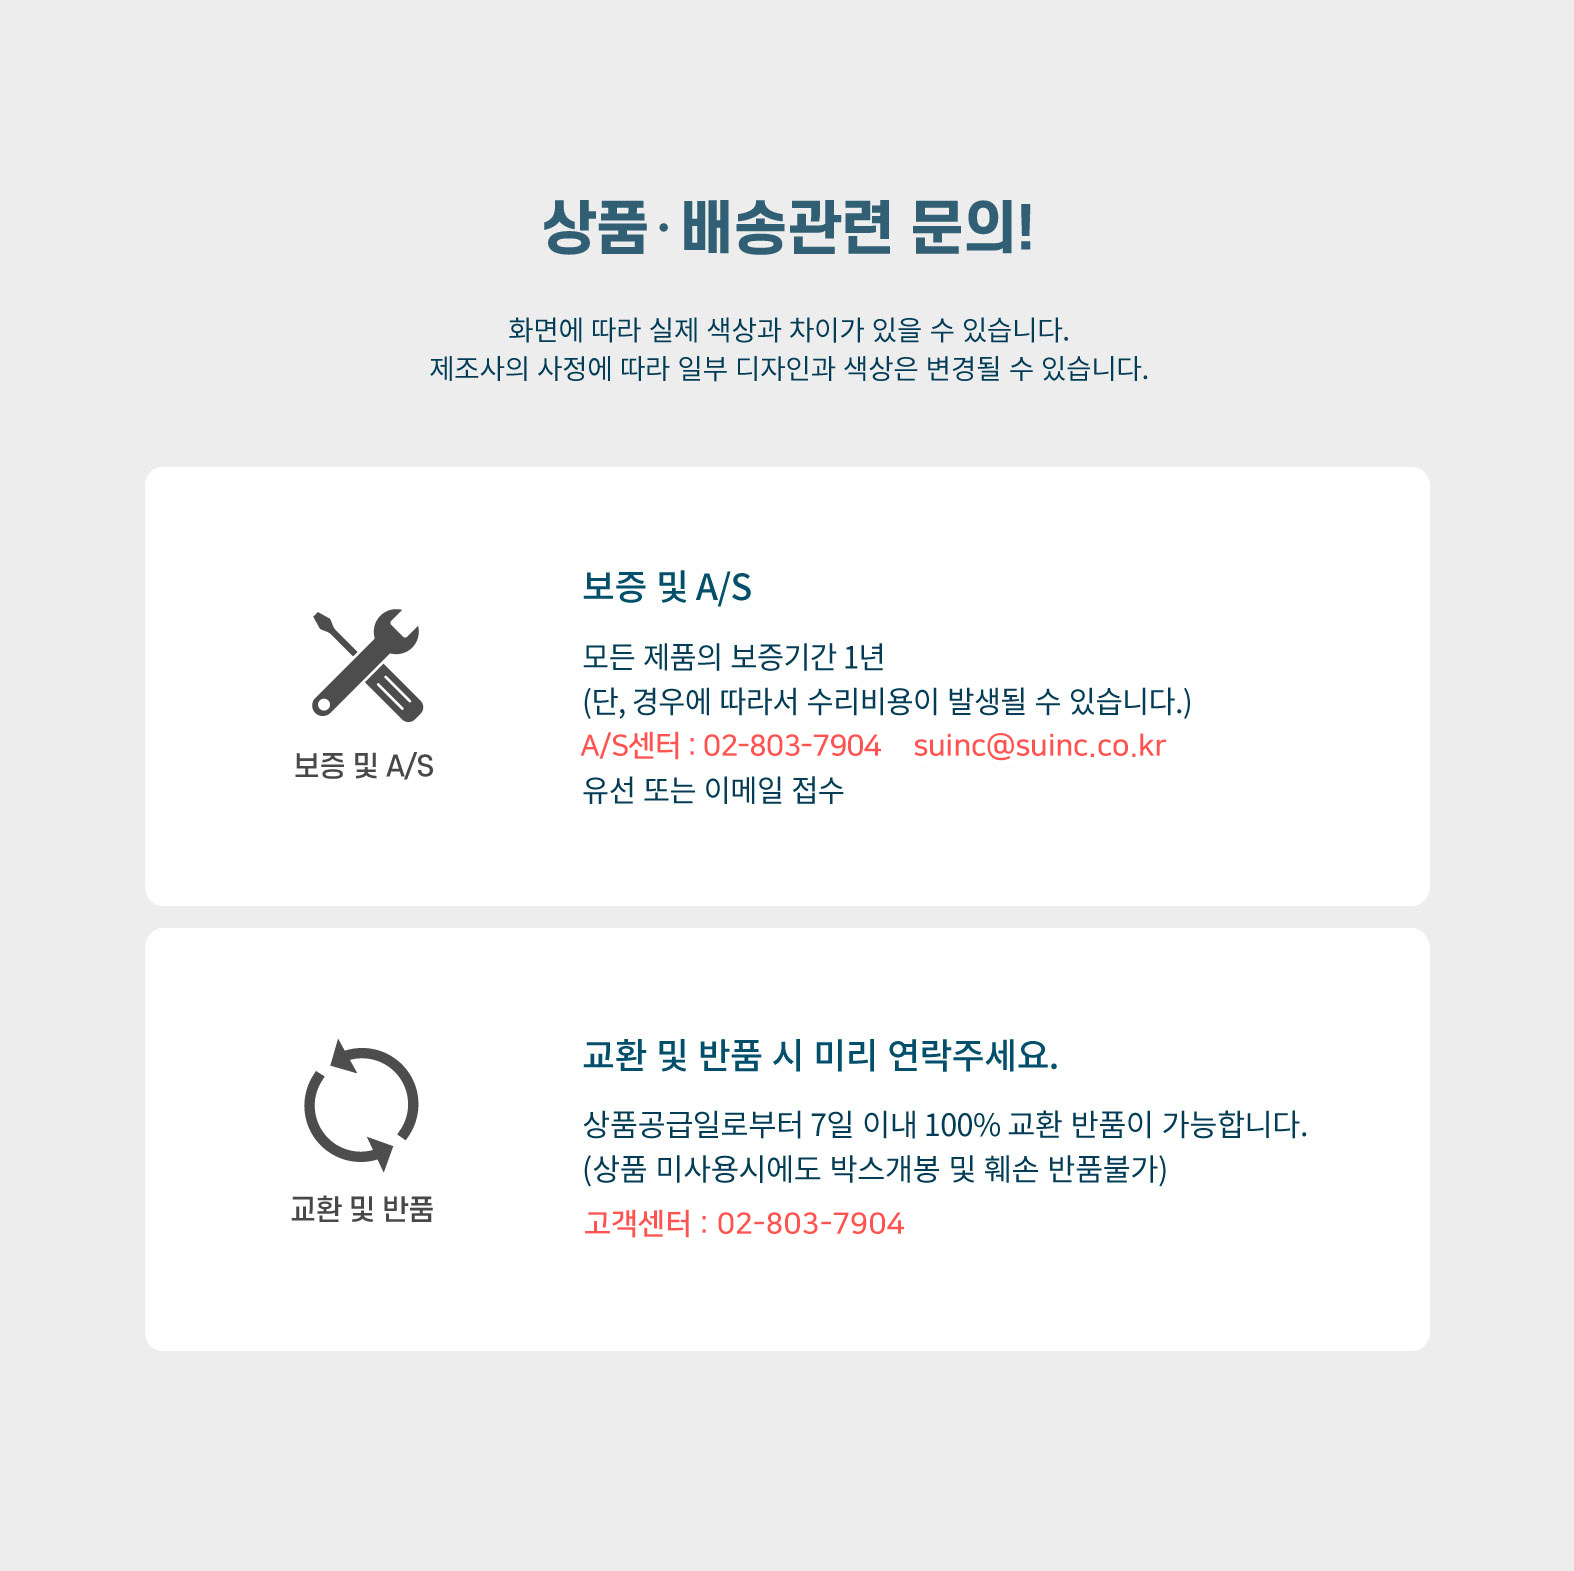 상품· 배송관련 문의!
화면에 따라 실제 색상과 차이가 있을 수 있습니다.
제조사의 사정에 따라 일부 디자인과 색상은 변경될 수 있습니다.
보증 및 A/S
보증 및 A/S
모든 제품의 보증기간 1년
(단, 경우에 따라서 수리비용이 발생될 수 있습니다.)
A/S센터 : 02-803-7904 suinc@suinc.co.kr
유선 또는 이메일 접수
교환 및 반품
교환 및 반품 시 미리 연락주세요.
상품공급일로부터 7일 이내 100% 교환 반품이 가능합니다.
(상품 미사용시에도 박스개봉 및 훼손 반품불가)
고객센터 : 02-803-7904